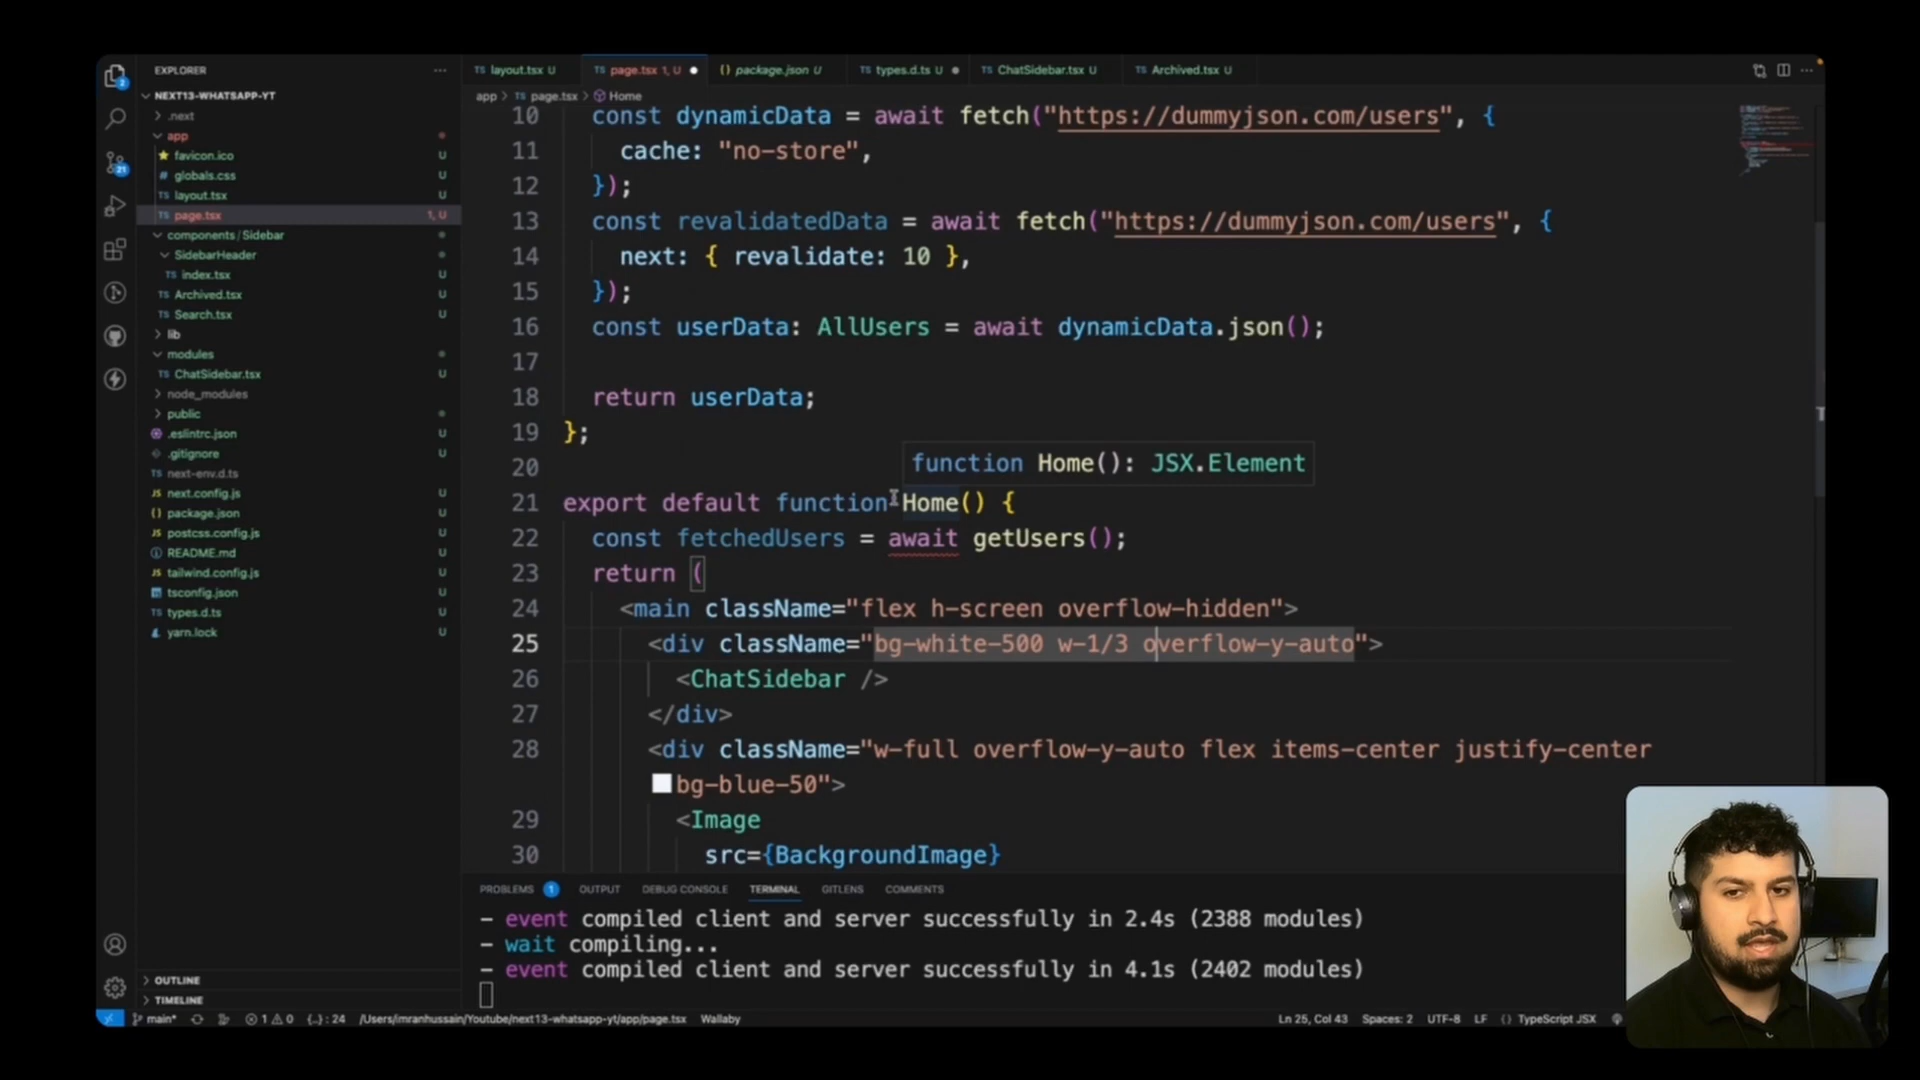 EXPLORER
NEXT13-WHATSAPP-YT
.next
app
favicon.ico U
globals.css U
layout.tsx U
page.tsx 1, U
components/Sidebar
SidebarHeader
index.tsx U
Archived.tsx U
Search.tsx U
lib
modules
ChatSidebar.tsx U
node_modules
public
.eslintrc.json U
.gitignore U
next-env.d.ts
next.config.js U
package.json U
postcss.config.js U
README.md U
tailwind.config.js U
tsconfig.json U
types.d.ts U
yarn.lock U
OUTLINE
TIMELINE
layout.tsx U page.tsx 1, U package.json U types.d.ts U ChatSidebar.tsx U Archived.tsx U
app > page.tsx > Home
10 const dynamicData = await fetch("https://dummyjson.com/users", {
11 cache: "no-store",
12 });
13 const revalidatedData = await fetch("https://dummyjson.com/users", {
14 next: { revalidate: 10 },
15 });
16 const userData: AllUsers = await dynamicData.json();
17
18 return userData;
19 };
20
function Home(): JSX.Element
21 export default function Home() {
22 const fetchedUsers = await getUsers();
23 return (
24 <main className="flex h-screen overflow-hidden">
25 <div className="bg-white-500 w-1/3 overflow-y-auto">
26 <ChatSidebar />
27 </div>
28 <div className="w-full overflow-y-auto flex items-center justify-center
bg-blue-50">
29 <Image
30 src={BackgroundImage}
PROBLEMS 1 OUTPUT DEBUG CONSOLE TERMINAL GITLENS COMMENTS
- event compiled client and server successfully in 2.4s (2388 modules)
- wait compiling...
- event compiled client and server successfully in 4.1s (2402 modules)
main* 1 0 {..} : 24 /Users/imranhussain/Youtube/next13-whatsapp-yt/app/page.tsx Wallaby Ln 25, Col 43 Spaces: 2 UTF-8 LF {} TypeScript JSX